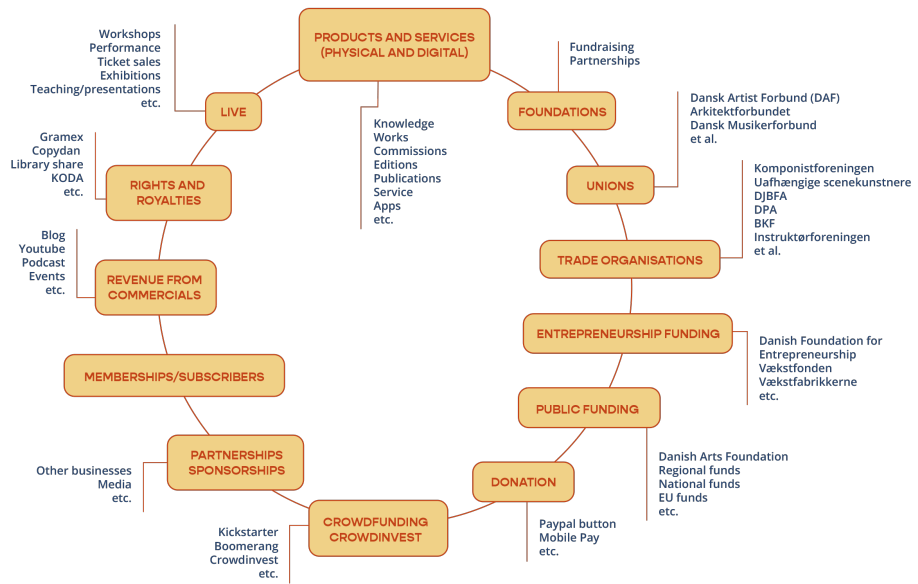 PRODUCTS AND SERVICES
(PHYSICAL AND DIGITAL)
Knowledge
Works
Commissions
Editions
Publications
Service
Apps
etc.
FOUNDATIONS
Fundraising
Partnerships
UNIONS
Dansk Artist Forbund (DAF)
Arkitektforbundet
Dansk Musikerforbund
et al.
TRADE ORGANISATIONS
Komponistforeningen
Uafhængige scenekunstnere
DJBFA
DPA
BKF
Instruktørforeningen
et al.
ENTREPRENEURSHIP FUNDING
Danish Foundation for
Entrepreneurship
Vækstfonden
Vækstfabrikkerne
etc.
PUBLIC FUNDING
Danish Arts Foundation
Regional funds
National funds
EU funds
etc.
DONATION
Paypal button
Mobile Pay
etc.
CROWDFUNDING
CROWDINVEST
Kickstarter
Boomerang
Crowdinvest
etc.
PARTNERSHIPS
SPONSORSHIPS
Other businesses
Media
etc.
MEMBERSHIPS/SUBSCRIBERS
REVENUE FROM
COMMERCIALS
Blog
Youtube
Podcast
Events
etc.
RIGHTS AND
ROYALTIES
Gramex
Copydan
Library share
KODA
etc.
LIVE
Workshops
Performance
Ticket sales
Exhibitions
Teaching/presentations
etc.